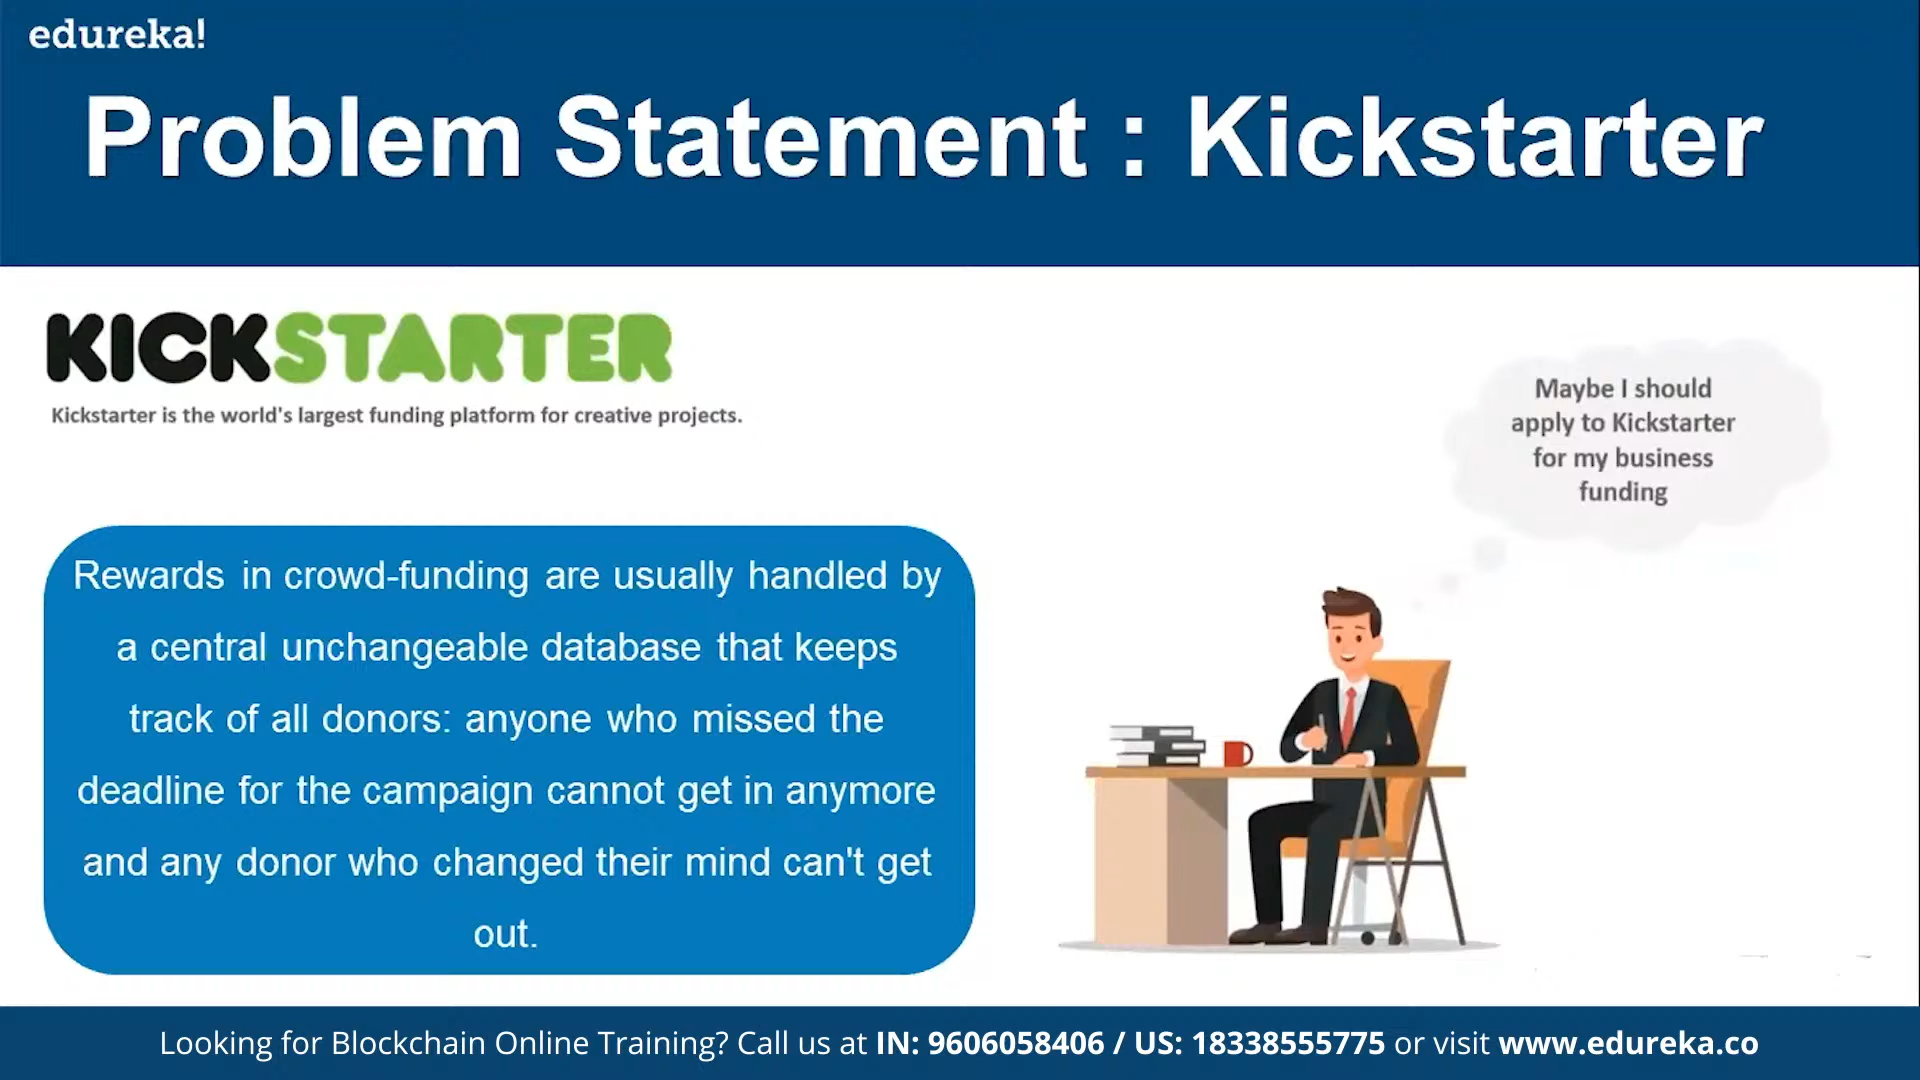 edureka!
Problem Statement : Kickstarter
KICKSTARTER
Kickstarter is the world's largest funding platform for creative projects.
Maybe I should
apply to Kickstarter
for my business
funding
Rewards in crowd-funding are usually handled by
a central unchangeable database that keeps
track of all donors: anyone who missed the
deadline for the campaign cannot get in anymore
and any donor who changed their mind can't get
out.
Looking for Blockchain Online Training? Call us at IN: 9606058406 / US: 18338555775 or visit www.edureka.co